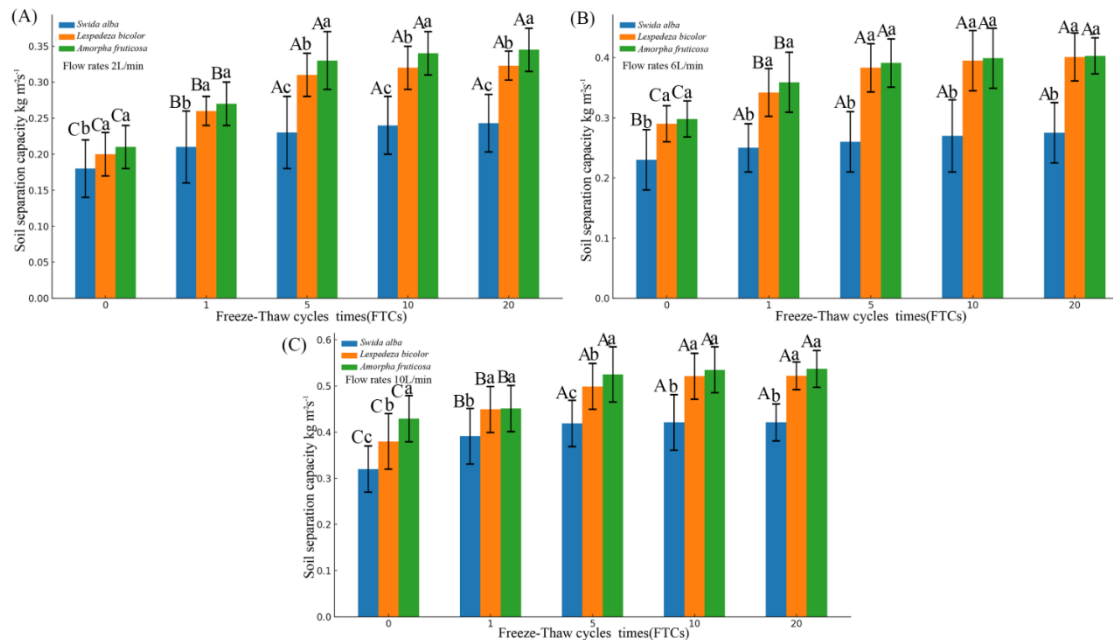 (A)
Swida alba
Lespedeza bicolor
Amorpha fruticosa
Flow rates 2L/min
Soil separation capacity kg m⁻²s⁻¹
0.35
0.30
0.25
0.20
0.15
0.10
0.05
0.00
Cb Ca Ca
Bb Ba Ba
Ac Ab Aa
Ac Ab Aa
Ac Ab Aa
0 1 5 10 20
Freeze-Thaw cycles times(FTCs)
(B)
Swida alba
Lespedeza bicolor
Amorpha fruticosa
Flow rates 6L/min
Soil separation capacity kg m⁻²s⁻¹
0.4
0.3
0.2
0.1
0.0
Bb Ca Ca
Ab Ba Ba
Ab Aa Aa
Ab Aa Aa
Ab Aa Aa
0 1 5 10 20
Freeze-Thaw cycles times(FTCs)
(C)
Swida alba
Lespedeza bicolor
Amorpha fruticosa
Flow rates 10L/min
Soil separation capacity kg m⁻²s⁻¹
0.6
0.5
0.4
0.3
0.2
0.1
0.0
Cc Cb Ca
Bb Ba Ba
Ac Ab Aa
Ab Aa Aa
Ab Aa Aa
0 1 5 10 20
Freeze-Thaw cycles times(FTCs)